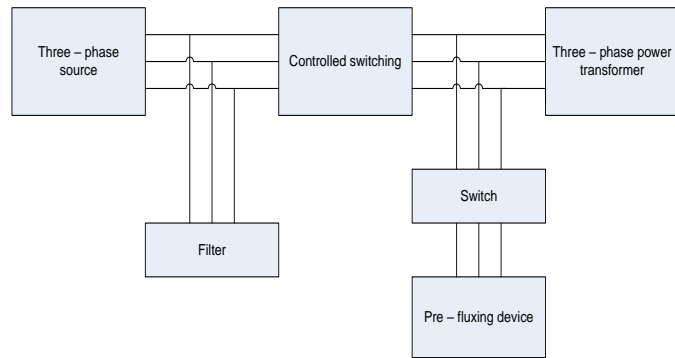 Three – phase
source
Controlled switching
Three – phase power
transformer
Switch
Filter
Pre – fluxing device